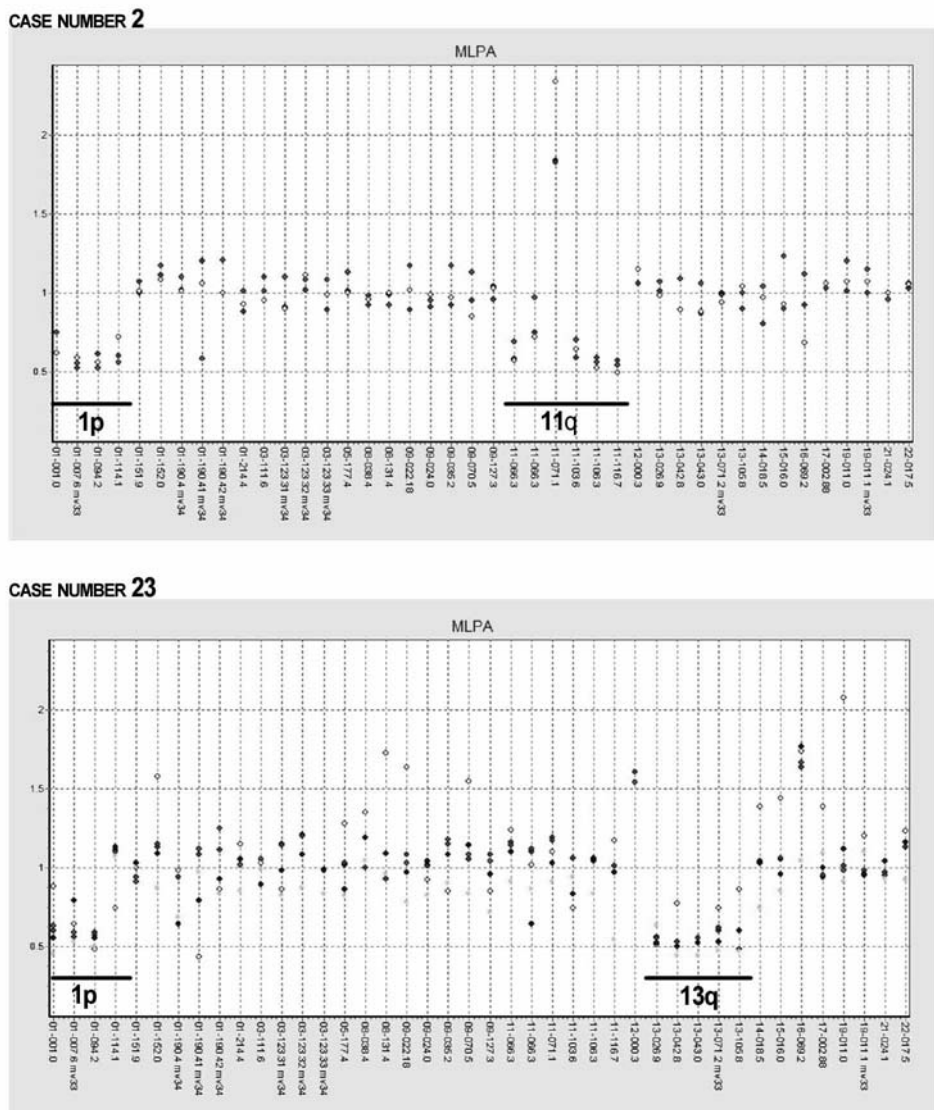 CASE NUMBER 2
MLPA
2
1.5
1
0.5
1p
11q
01-001.0
01-007.6 mv33
01-094.2
01-114.1
01-151.9
01-152.0
01-190.4 mv34
01-190.41 mv34
01-190.42 mv34
01-214.4
03-111.6
03-123.31 mv34
03-123.32 mv34
03-123.33 mv34
05-177.4
08-038.4
08-131.4
09-022.18
09-024.0
09-035.2
09-070.5
09-127.3
11-066.3
11-066.3
11-071.1
11-103.6
11-106.3
11-116.7
12-000.3
13-026.9
13-042.8
13-043.0
13-071.2 mv33
13-105.8
14-018.5
15-016.0
16-069.2
17-002.88
19-011.0
19-011.1 mv33
21-024.1
22-017.5
CASE NUMBER 23
MLPA
2
1.5
1
0.5
1p
13q
01-001.0
01-007.6 mv33
01-094.2
01-114.1
01-151.9
01-152.0
01-190.4 mv34
01-190.41 mv34
01-190.42 mv34
01-214.4
03-111.6
03-123.31 mv34
03-123.32 mv34
03-123.33 mv34
05-177.4
08-038.4
08-131.4
09-022.18
09-024.0
09-035.2
09-070.5
09-127.3
11-066.3
11-066.3
11-071.1
11-103.6
11-106.3
11-116.7
12-000.3
13-026.9
13-042.8
13-043.0
13-071.2 mv33
13-105.8
14-018.5
15-016.0
16-069.2
17-002.88
19-011.0
19-011.1 mv33
21-024.1
22-017.5